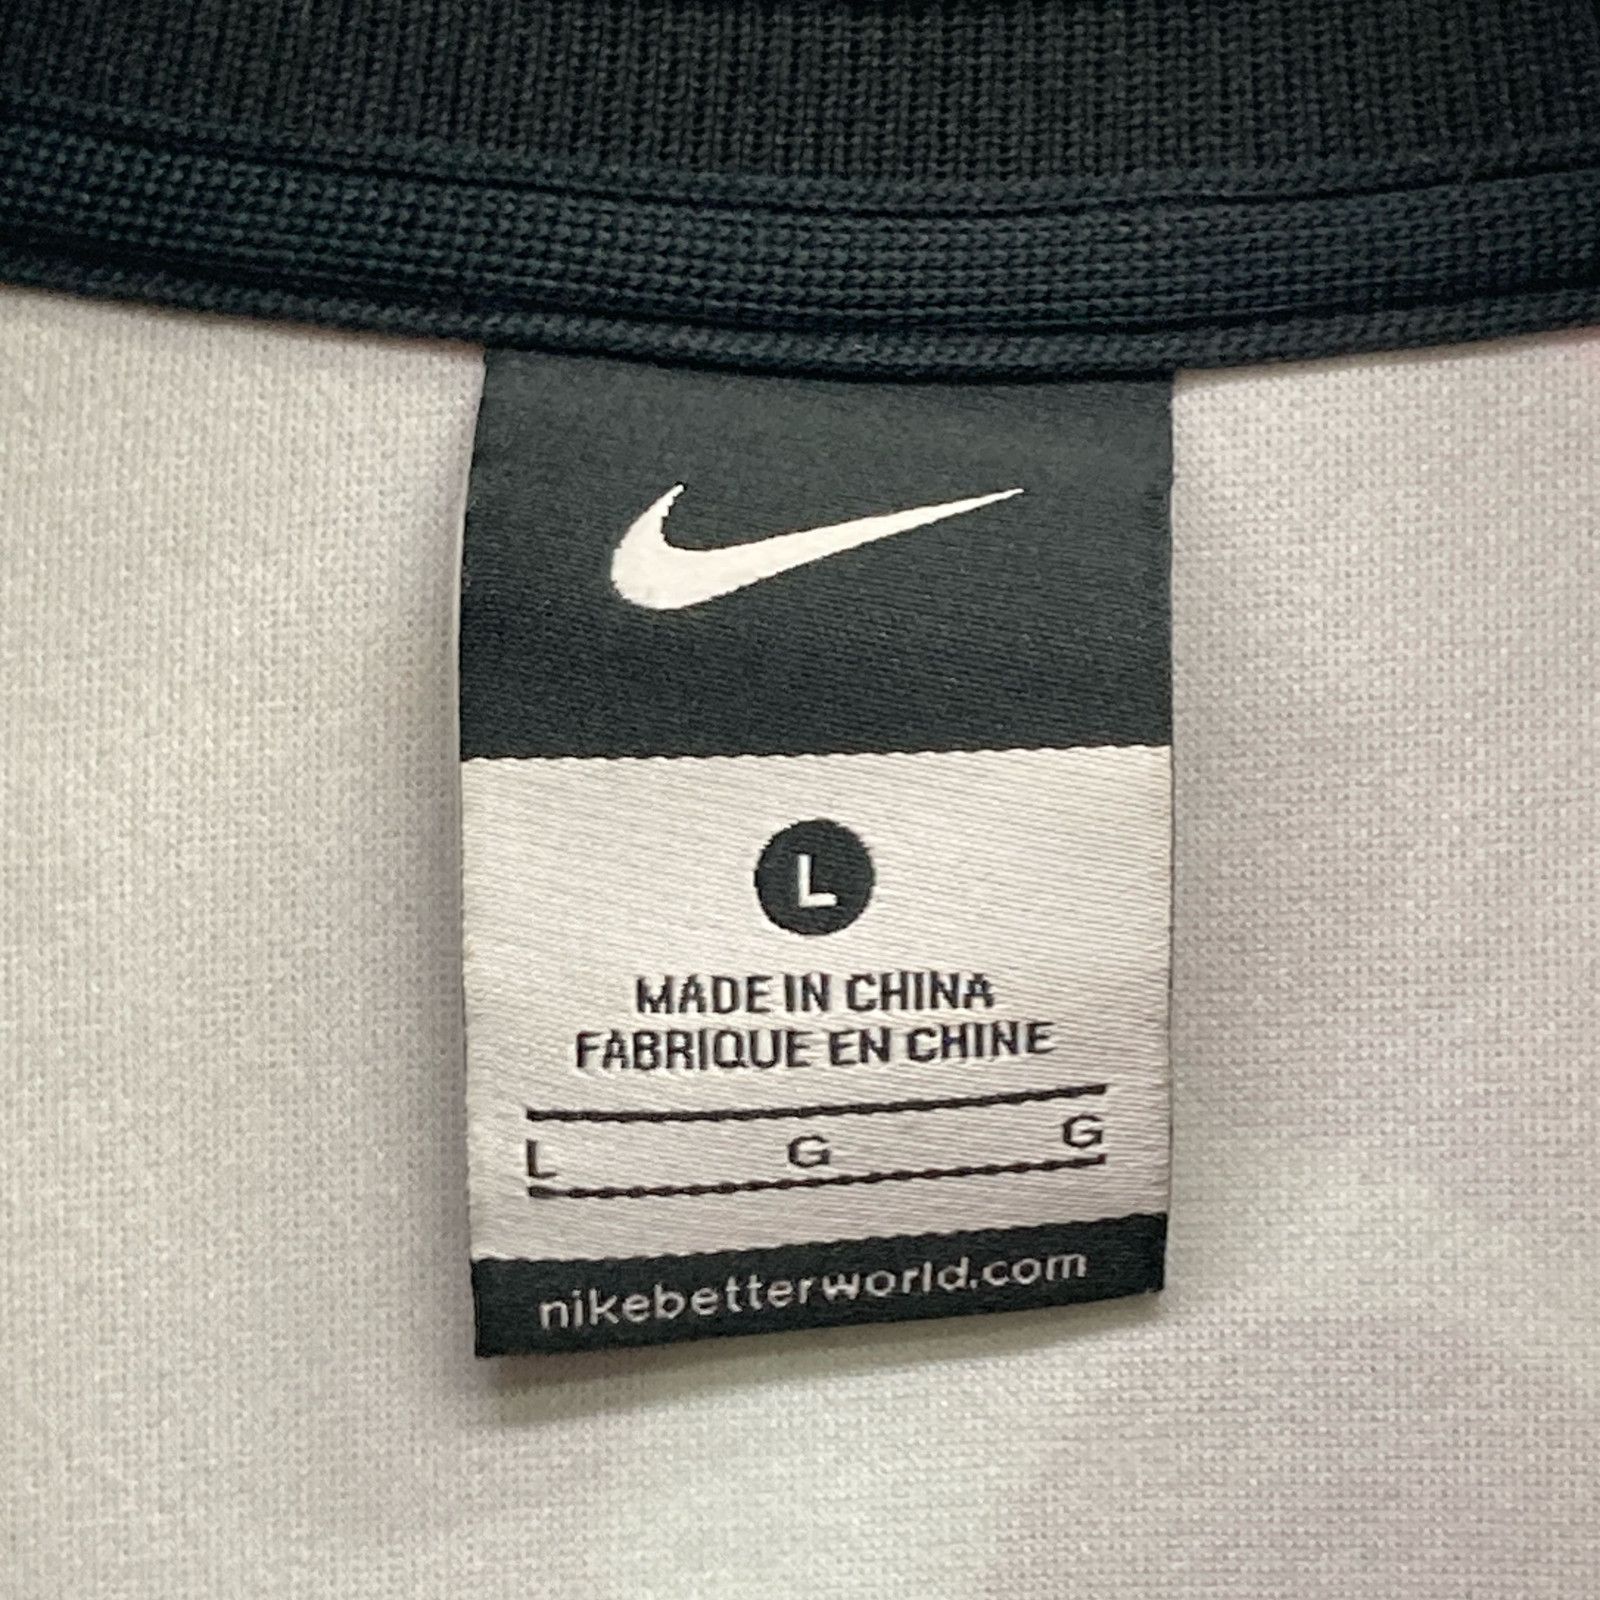 L
MADE IN CHINA
FABRIQUE EN CHINE
L G G
nikebetterworld.com